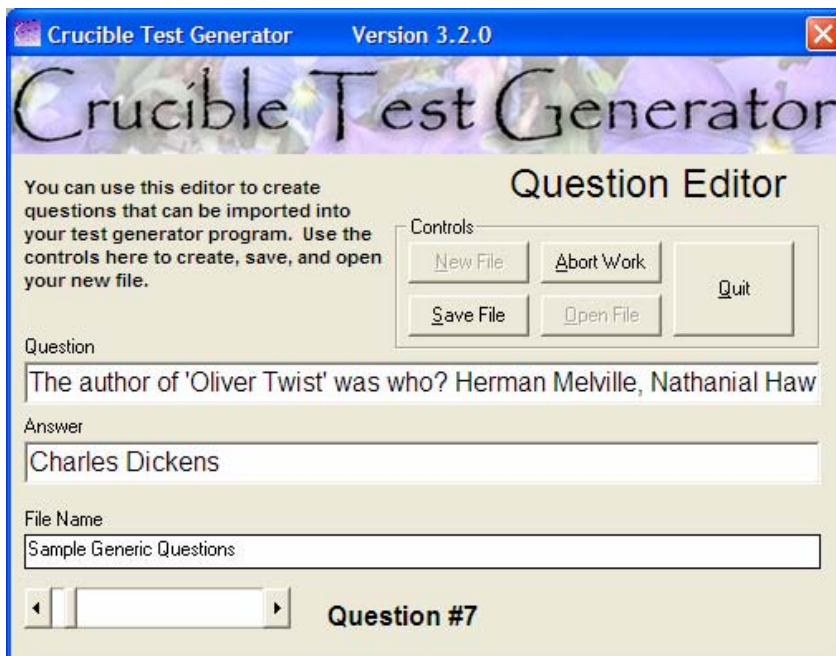 Crucible Test Generator Version 3.2.0
Crucible Test Generator
Question Editor
You can use this editor to create
questions that can be imported into
your test generator program. Use the
controls here to create, save, and open
your new file.
Controls
New File
Abort Work
Quit
Save File
Open File
Question
The author of 'Oliver Twist' was who? Herman Melville, Nathanial Haw
Answer
Charles Dickens
File Name
Sample Generic Questions
Question #7